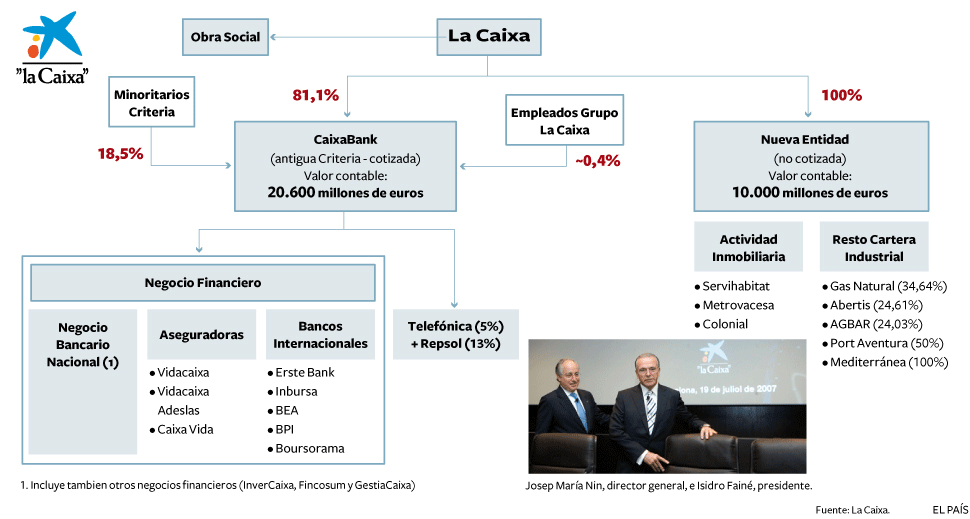 "la Caixa"
Obra Social
La Caixa
Minoritarios
Criteria
18,5%
81,1%
Empleados Grupo
La Caixa
~0,4%
100%
CaixaBank
(antigua Criteria - cotizada)
Valor contable:
20.600 millones de euros
Nueva Entidad
(no cotizada)
Valor contable:
10.000 millones de euros
Negocio Financiero
Negocio
Bancario
Nacional (1)
Aseguradoras
• Vidacaixa
• Vidacaixa
Adeslas
• Caixa Vida
Bancos
Internacionales
• Erste Bank
• Inbursa
• BEA
• BPI
• Boursorama
Telefónica (5%)
+ Repsol (13%)
Actividad
Inmobiliaria
• Servihabitat
• Metrovacesa
• Colonial
Resto Cartera
Industrial
• Gas Natural (34,64%)
• Abertis (24,61%)
• AGBAR (24,03%)
• Port Aventura (50%)
• Mediterránea (100%)
"la Caixa"
lona, 19 de juliol de 2007
1. Incluye tambien otros negocios financieros (InverCaixa, Fincosum y GestiaCaixa)
Josep María Nin, director general, e Isidro Fainé, presidente.
Fuente: La Caixa.
EL PAÍS